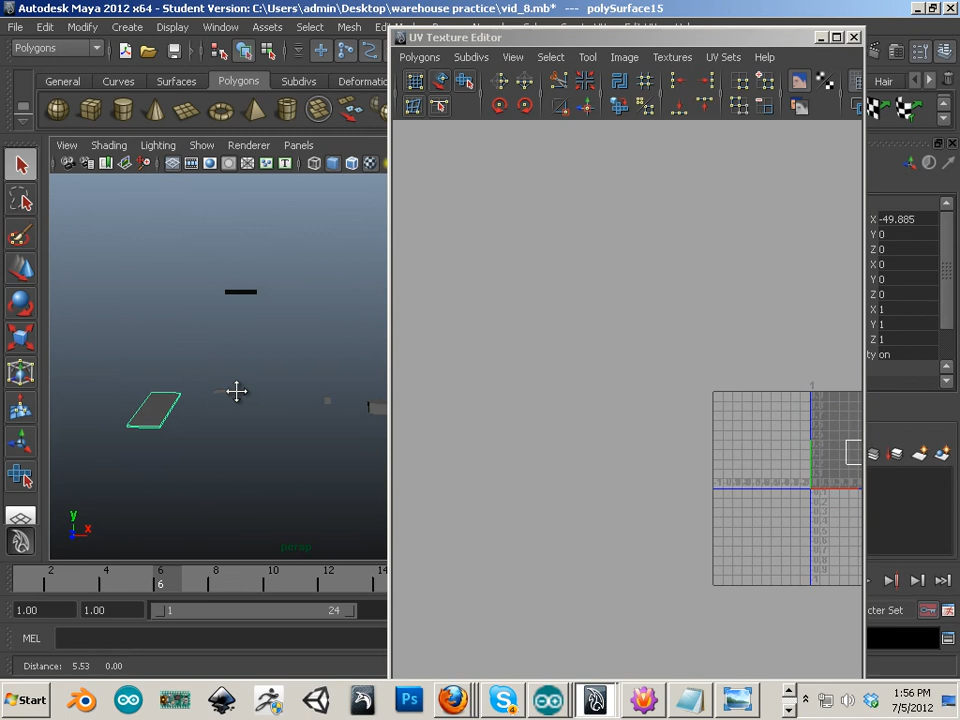 Autodesk Maya 2012 x64 - Student Version: C:\Users\admin\Desktop\warehouse practice\vid_8.mb* --- polySurface15
File Edit Modify Create Display Window Assets Select Mesh
UV Texture Editor
Polygons
Polygons Subdivs View Select Tool Image Textures UV Sets Help
General Curves Surfaces Polygons Subdivs Deformation
Hair
View Shading Lighting Show Renderer Panels
X -49.885
Y 0
Z 0
X 0
Y 0
Z 0
X 1
Y 1
Z 1
ty on
1
y
x
persp
2 4 6 8 10 12 14
6
1.00 1.00 1 24
cter Set
MEL
Distance: 5.53 0.00
Start
1:56 PM
7/5/2012